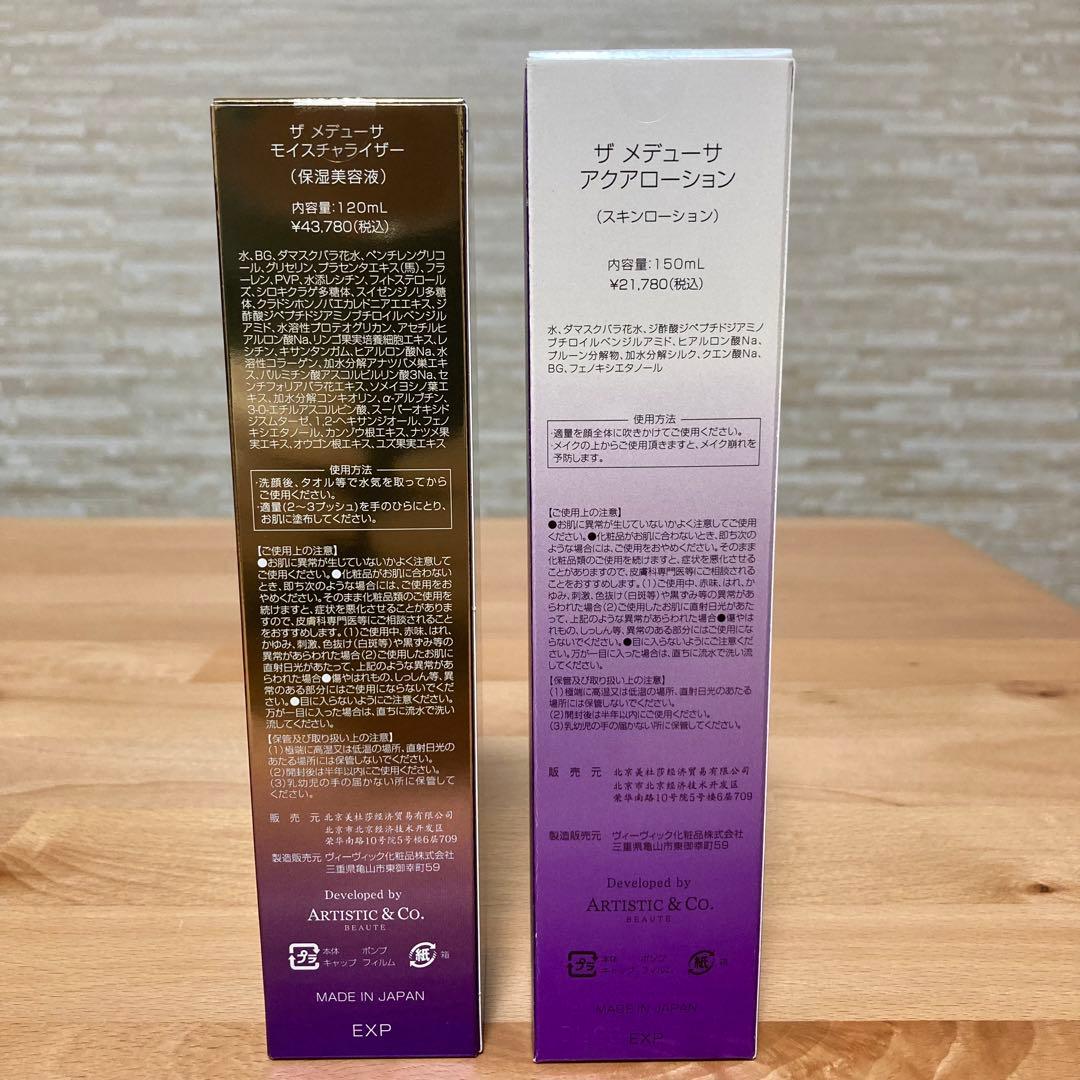 ザ メデューサ
モイスチャライザー
（保湿美容液）
内容量：120mL
¥43,780（税込）
水、BG、ダマスクバラ花水、ペンチレングリコ
ール、グリセリン、プラセンタエキス（馬）、フラ
ーレン、PVP、水添レシチン、フィトステロール
ズ、シロキクラゲ多糖体、スイゼンジノリ多糖
体、クラドシホンノバエカレドニアエエキス、ジ
酢酸ジペプチドジアミノブチロイルベンジル
アミド、水溶性プロテオグリカン、アセチルヒ
アルロン酸Na、リンゴ果実培養細胞エキス、レ
シチン、キサンタンガム、ヒアルロン酸Na、水
溶性コラーゲン、加水分解アナツバメ巣エキ
ス、パルミチン酸アスコルビルリン酸3Na、セ
ンチフォリアバラ花エキス、ソメイヨシノ葉エ
キス、加水分解コンキオリン、α-アルブチン、
3-O-エチルアスコルビン酸、スーパーオキシド
ジスムターゼ、1,2-ヘキサンジオール、フェノ
キシエタノール、カンゾウ根エキス、ナツメ果
実エキス、オウゴン根エキス、ユズ果実エキス
使用方法
・洗顔後、タオル等で水気を取ってから
ご使用ください。
・適量（2〜3プッシュ）を手のひらにとり、
お肌に塗布してください。
【ご使用上の注意】
●お肌に異常が生じていないかよく注意して
ご使用ください。●化粧品がお肌に合わない
とき、即ち次のような場合には、ご使用をお
やめください。そのまま化粧品類のご使用を
続けますと、症状を悪化させることがありま
すので、皮膚科専門医等にご相談されること
をおすすめします。（1）ご使用中、赤味、はれ、
かゆみ、刺激、色抜け（白斑等）や黒ずみ等の
異常があらわれた場合（2）ご使用したお肌に
直射日光があたって、上記のような異常があ
らわれた場合●傷やはれもの、しっしん等、異
常のある部分にはご使用にならないでくだ
さい。●目に入らないようにご注意ください。
万が一目に入った場合は、直ちに流水で洗い
流してください。
【保管及び取り扱い上の注意】
（1）極端に高温又は低温の場所、直射日光の
あたる場所には保管しないでください。
（2）開封後は半年以内にご使用ください。
（3）乳幼児の手の届かない所に保管して
ください。
販売元 北京美杜莎经济贸易有限公司
北京市北京经济技术开发区
荣华南路10号院5号楼6层709
製造販売元 ヴィーヴィック化粧品株式会社
三重県亀山市東御幸町59
Developed by
ARTISTIC & CO.
BEAUTE
プラ 本体 ポンプ
キャップ フィルム
紙 箱
MADE IN JAPAN
EXP
ザ メデューサ
アクアローション
（スキンローション）
内容量：150mL
¥21,780（税込）
水、ダマスクバラ花水、ジ酢酸ジペプチドジアミノ
ブチロイルベンジルアミド、ヒアルロン酸Na、
プルーン分解物、加水分解シルク、クエン酸Na、
BG、フェノキシエタノール
使用方法
・適量を顔全体に吹きかけてご使用ください。
・メイクの上からご使用頂きますと、メイク崩れを
予防します。
【ご使用上の注意】
●お肌に異常が生じていないかよく注意してご使用
ください。●化粧品がお肌に合わないとき、即ち次の
ような場合には、ご使用をおやめください。そのまま
化粧品類のご使用を続けますと、症状を悪化させる
ことがありますので、皮膚科専門医等にご相談される
ことをおすすめします。（1）ご使用中、赤味、はれ、か
ゆみ、刺激、色抜け（白斑等）や黒ずみ等の異常があ
らわれた場合（2）ご使用したお肌に直射日光があた
って、上記のような異常があらわれた場合●傷やは
れもの、しっしん等、異常のある部分にはご使用にな
らないでください。●目に入らないようにご注意くだ
さい。万が一目に入った場合は、直ちに流水で洗い流
してください。
【保管及び取り扱い上の注意】
（1）極端に高温又は低温の場所、直射日光のあたる
場所には保管しないでください。
（2）開封後は半年以内にご使用ください。
（3）乳幼児の手の届かない所に保管してください。
販売元 北京美杜莎经济贸易有限公司
北京市北京经济技术开发区
荣华南路10号院5号楼6层709
製造販売元 ヴィーヴィック化粧品株式会社
三重県亀山市東御幸町59
Developed by
ARTISTIC & CO.
BEAUTE
プラ 本体 ポンプ
キャップ フィルム
紙 箱
MADE IN JAPAN
EXP